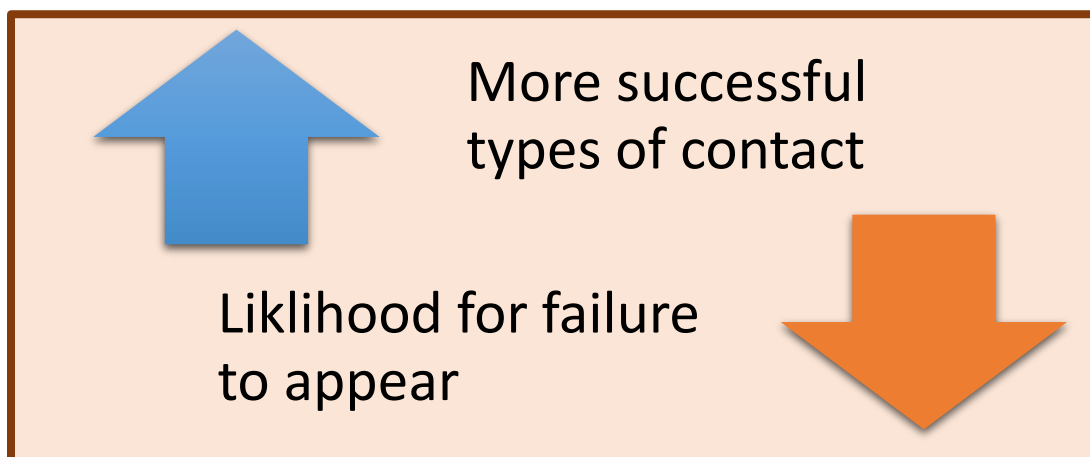 More successful
types of contact
Liklihood for failure
to appear